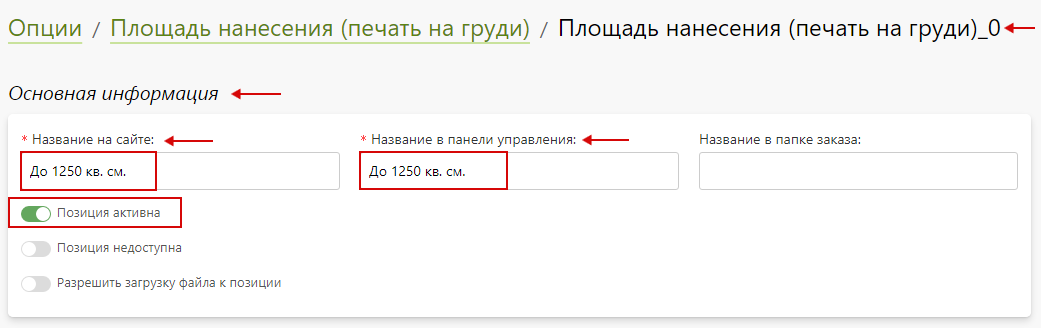 Опции / Площадь нанесения (печать на груди) / Площадь нанесения (печать на груди)_0
Основная информация
* Название на сайте: * Название в панели управления: Название в папке заказа:
До 1250 кв. см. До 1250 кв. см.
Позиция активна
Позиция недоступна
Разрешить загрузку файла к позиции